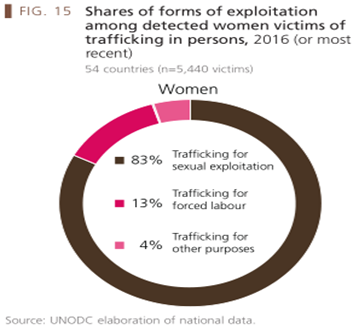 FIG. 15 Shares of forms of exploitation
among detected women victims of
trafficking in persons, 2016 (or most
recent)
54 countries (n=5,440 victims)
Women
83% Trafficking for
sexual exploitation
13% Trafficking for
forced labour
4% Trafficking for
other purposes
Source: UNODC elaboration of national data.